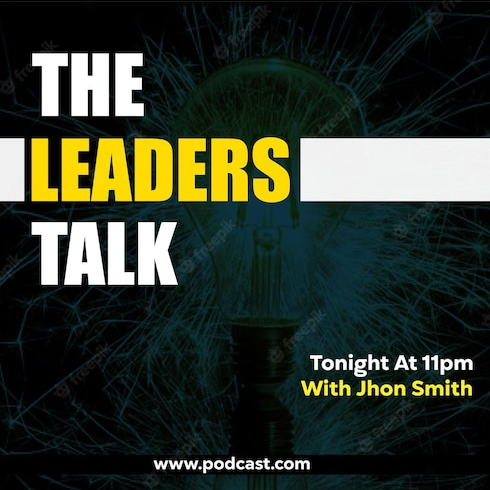 THE
LEADERS
TALK
Tonight At 11pm
With Jhon Smith
www.podcast.com